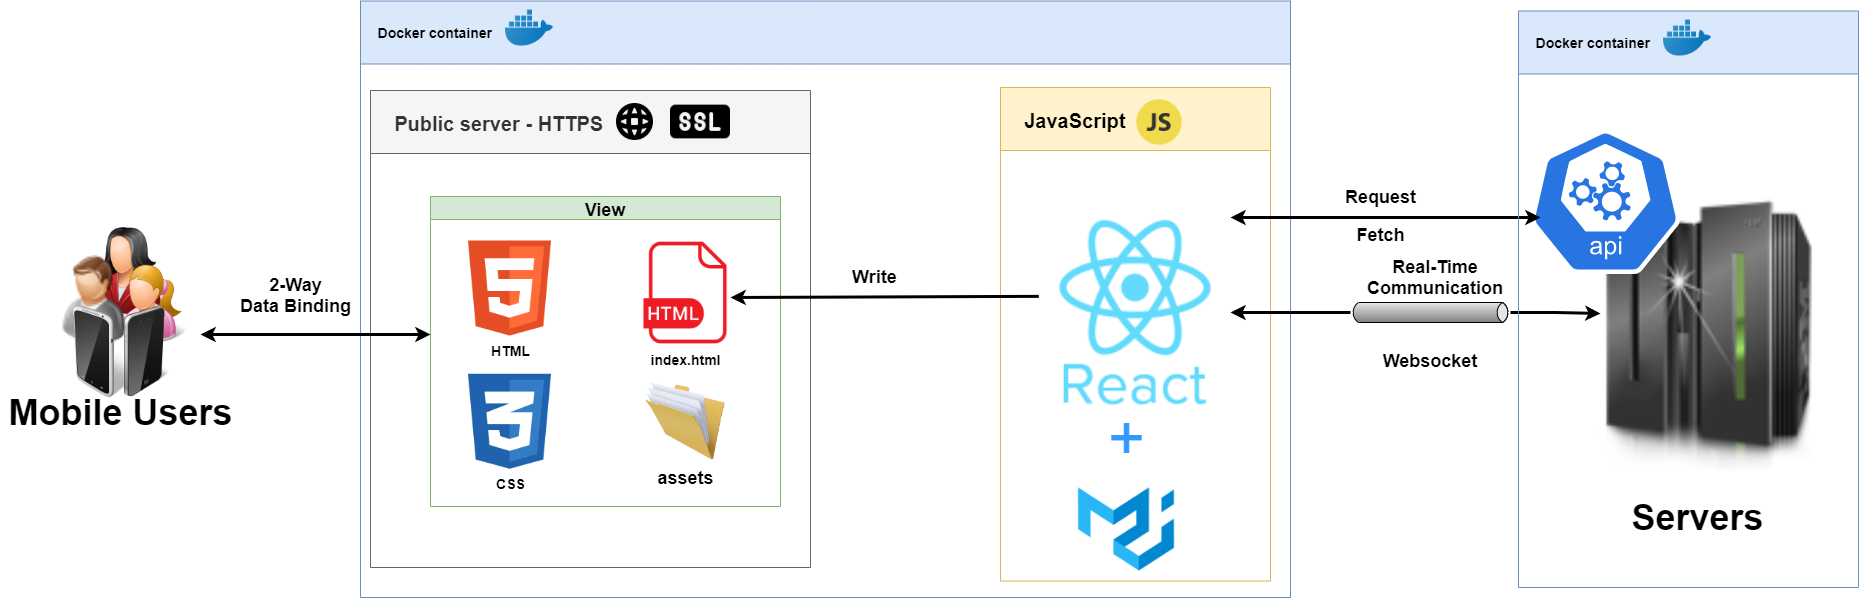 Docker container
Docker container
Public server - HTTPS
SSL
JavaScript
JS
View
HTML
HTML
index.html
CSS
assets
2-Way
Data Binding
Mobile Users
Write
React
+
Request
Fetch
Real-Time
Communication
Websocket
api
Servers